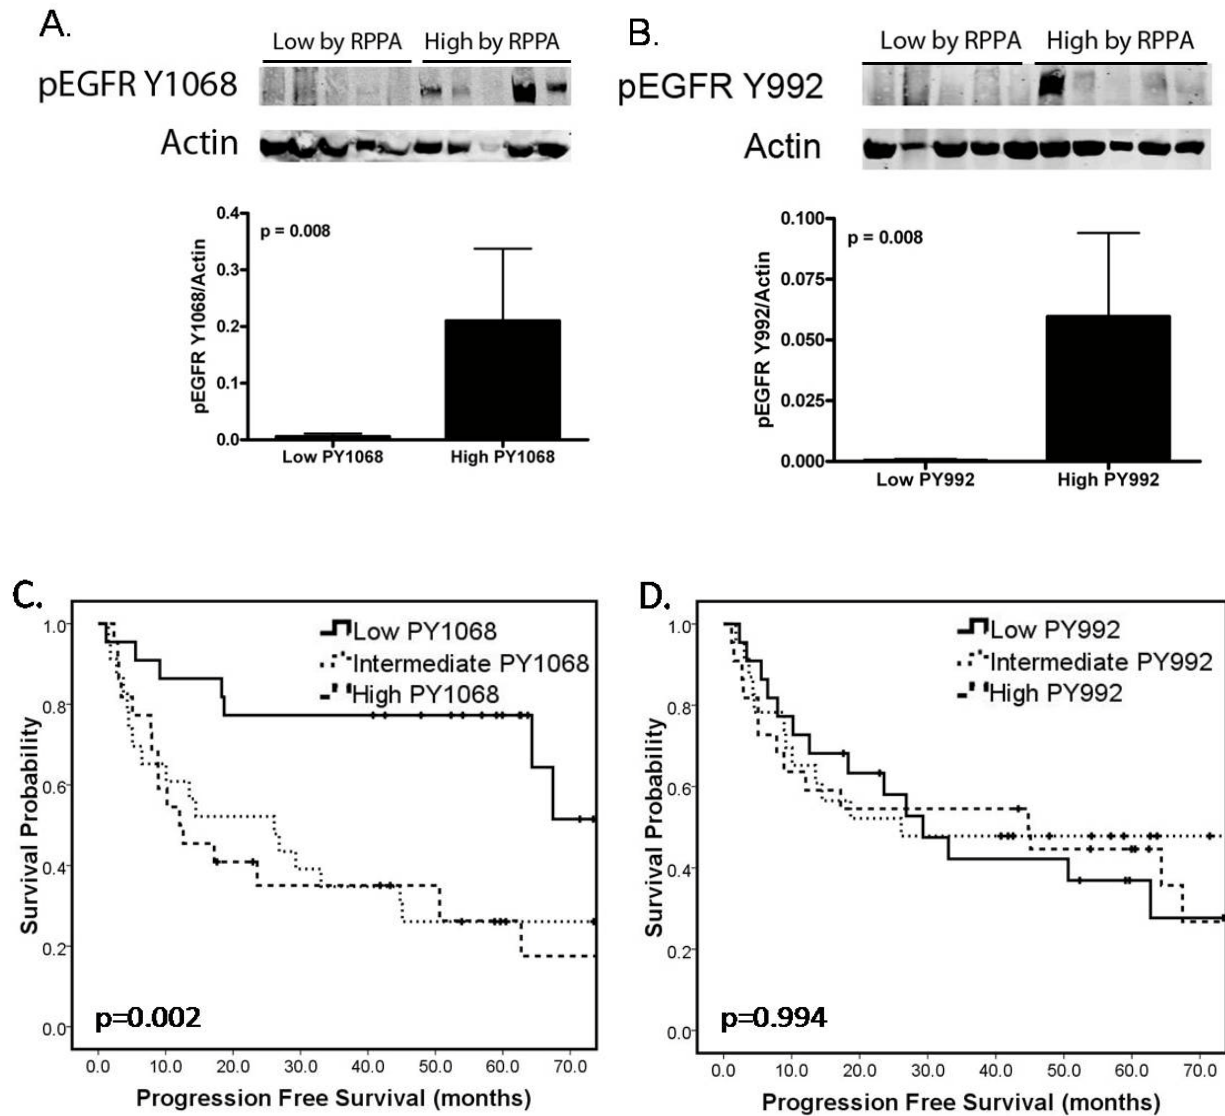 A.
Low by RPPA High by RPPA
pEGFR Y1068
Actin
0.4
0.3
0.2
0.1
0.0
p = 0.008
pEGFR Y1068/Actin
Low PY1068 High PY1068
B.
Low by RPPA High by RPPA
pEGFR Y992
Actin
0.100
0.075
0.050
0.025
0.000
p = 0.008
pEGFR Y992/Actin
Low PY992 High PY992
C.
1.0
0.8
0.6
0.4
0.2
0.0
Survival Probability
Low PY1068
Intermediate PY1068
High PY1068
p=0.002
0.0 10.0 20.0 30.0 40.0 50.0 60.0 70.0
Progression Free Survival (months)
D.
1.0
0.8
0.6
0.4
0.2
0.0
Survival Probability
Low PY992
Intermediate PY992
High PY992
p=0.994
0.0 10.0 20.0 30.0 40.0 50.0 60.0 70.0
Progression Free Survival (months)